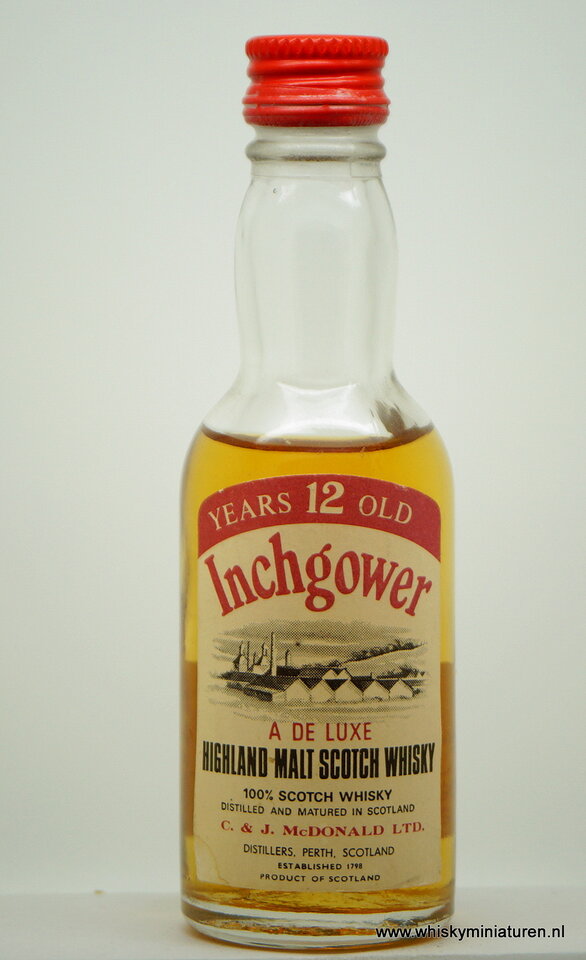 YEARS 12 OLD
Inchgower
A DE LUXE
HIGHLAND MALT SCOTCH WHISKY
100% SCOTCH WHISKY
DISTILLED AND MATURED IN SCOTLAND
C. & J. McDONALD LTD.
DISTILLERS, PERTH, SCOTLAND
ESTABLISHED 1798
PRODUCT OF SCOTLAND
www.whiskyminiaturen.nl